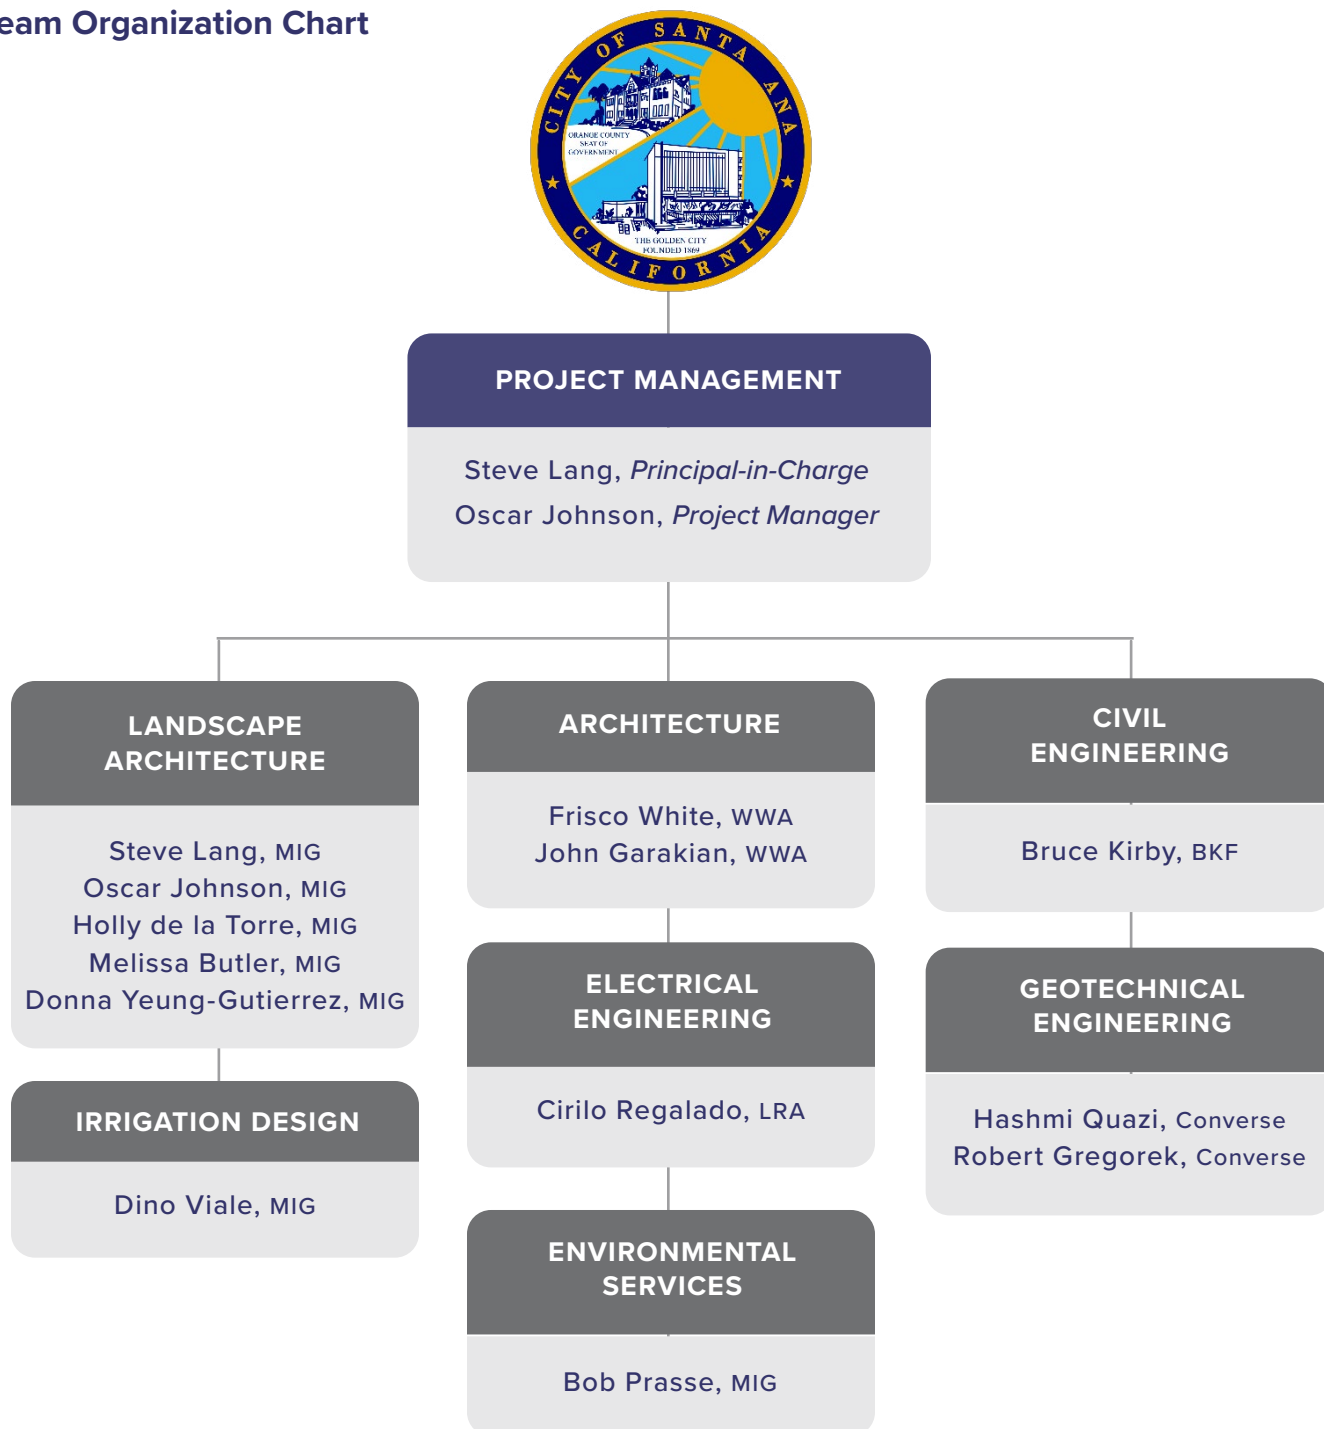 eam Organization Chart
CITY OF SANTA ANA
CALIFORNIA
ORANGE COUNTY
SEAT OF
GOVERNMENT
THE GOLDEN CITY
FOUNDED 1869
PROJECT MANAGEMENT
Steve Lang, Principal-in-Charge
Oscar Johnson, Project Manager
LANDSCAPE
ARCHITECTURE
Steve Lang, MIG
Oscar Johnson, MIG
Holly de la Torre, MIG
Melissa Butler, MIG
Donna Yeung-Gutierrez, MIG
IRRIGATION DESIGN
Dino Viale, MIG
ARCHITECTURE
Frisco White, WWA
John Garakian, WWA
ELECTRICAL
ENGINEERING
Cirilo Regalado, LRA
ENVIRONMENTAL
SERVICES
Bob Prasse, MIG
CIVIL
ENGINEERING
Bruce Kirby, BKF
GEOTECHNICAL
ENGINEERING
Hashmi Quazi, Converse
Robert Gregorek, Converse